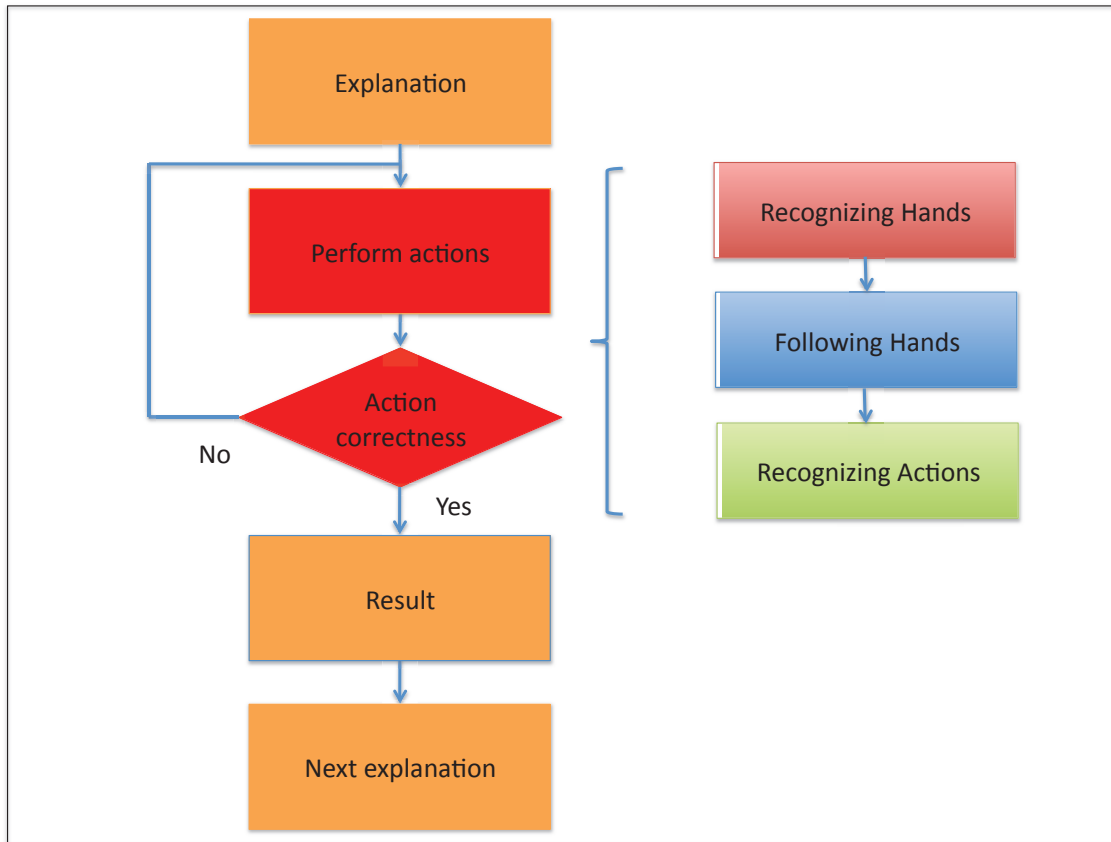 Explanation
Perform actions
Action
correctness
No
Yes
Result
Next explanation
Recognizing Hands
Following Hands
Recognizing Actions